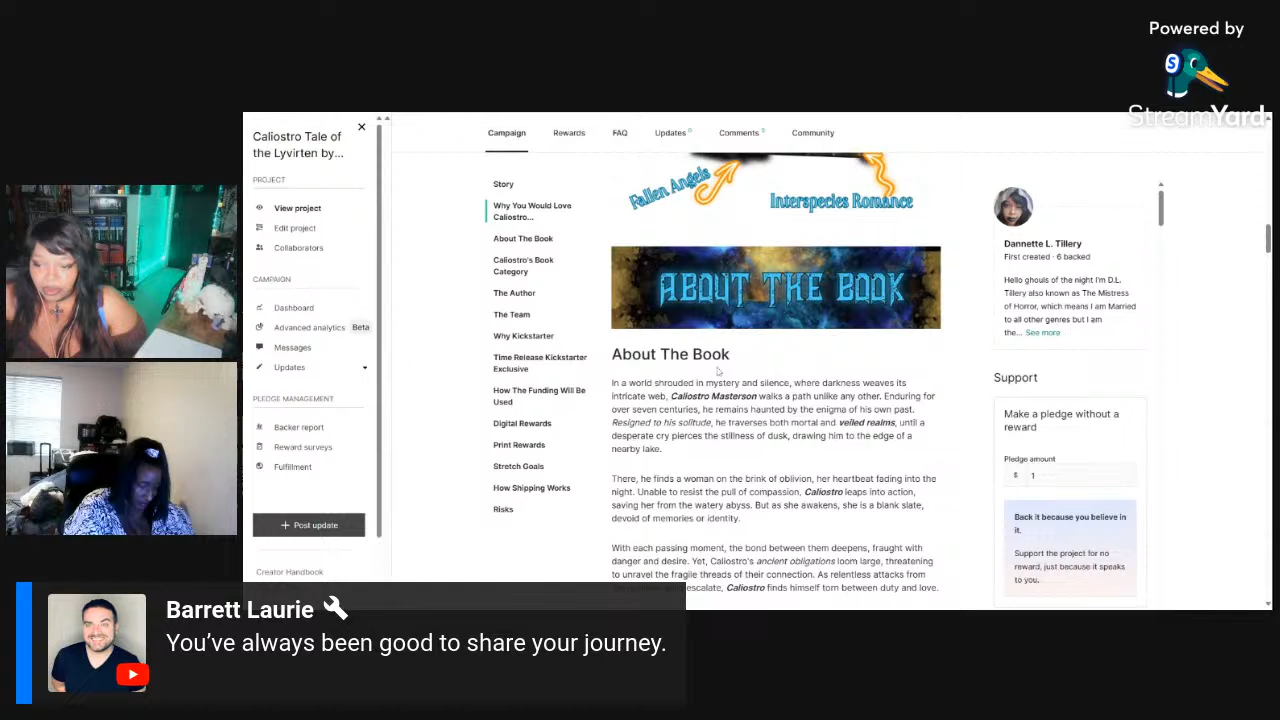 Powered by
S
StreamYard
Caliostro Tale of
the Lyvirten by...
PROJECT
View project
Edit project
Collaborators
CAMPAIGN
Dashboard
Advanced analytics Beta
Messages
Updates
PLEDGE MANAGEMENT
Backer report
Reward surveys
Fulfillment
+ Post update
Creator Handbook
Campaign Rewards FAQ Updates Comments Community
Story
Why You Would Love
Caliostro...
About The Book
Caliostro's Book
Category
The Author
The Team
Why Kickstarter
Time Release Kickstarter
Exclusive
How The Funding Will Be
Used
Digital Rewards
Print Rewards
Stretch Goals
How Shipping Works
Risks
Fallen Angels
Interspecies Romance
ABOUT THE BOOK
About The Book
In a world shrouded in mystery and silence, where darkness weaves its
intricate web, Caliostro Masterson walks a path unlike any other. Enduring for
over seven centuries, he remains haunted by the enigma of his own past.
Resigned to his solitude, he traverses both mortal and veiled realms, until a
desperate cry pierces the stillness of dusk, drawing him to the edge of a
nearby lake.
There, he finds a woman on the brink of oblivion, her heartbeat fading into the
night. Unable to resist the pull of compassion, Caliostro leaps into action,
saving her from the watery abyss. But as she awakens, she is a blank slate,
devoid of memories or identity.
With each passing moment, the bond between them deepens, fraught with
danger and desire. Yet, Caliostro's ancient obligations loom large, threatening
to unravel the fragile threads of their connection. As relentless attacks from
escalate, Caliostro finds himself torn between duty and love.
Dannette L. Tillery
First created · 6 backed
Hello ghouls of the night I'm D.L.
Tillery also known as The Mistress
of Horror, which means I am Married
to all other genres but I am
the... See more
Support
Make a pledge without a
reward
Pledge amount
$ 1
Back it because you believe in
it.
Support the project for no
reward, just because it speaks
to you.
Barrett Laurie
You've always been good to share your journey.